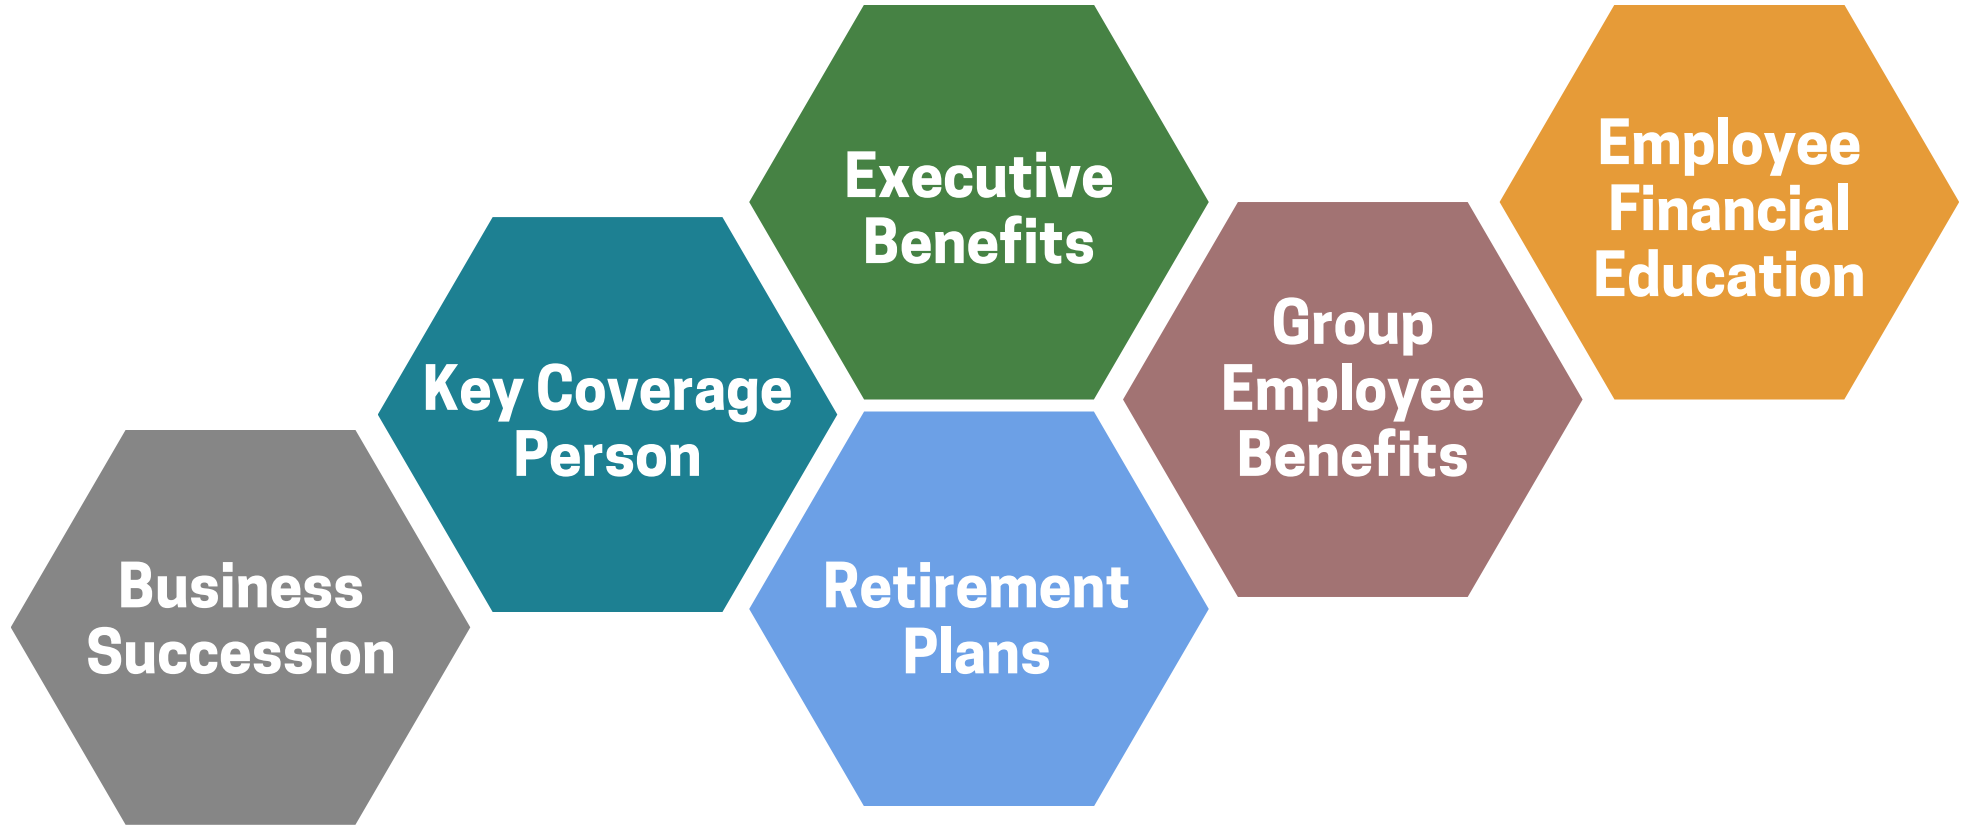 Business
Succession
Key Coverage
Person
Executive
Benefits
Retirement
Plans
Group
Employee
Benefits
Employee
Financial
Education